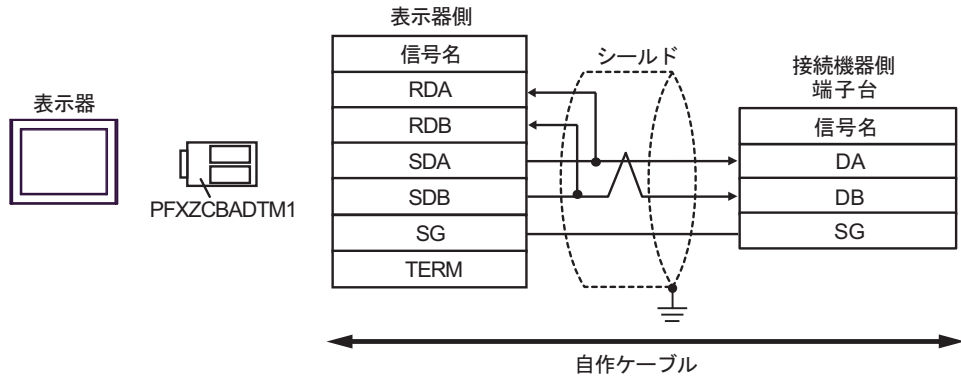 表示器
PFXZCBADTM1
表示器側
信号名
RDA
RDB
SDA
SDB
SG
TERM
シールド
接続機器側
端子台
信号名
DA
DB
SG
自作ケーブル